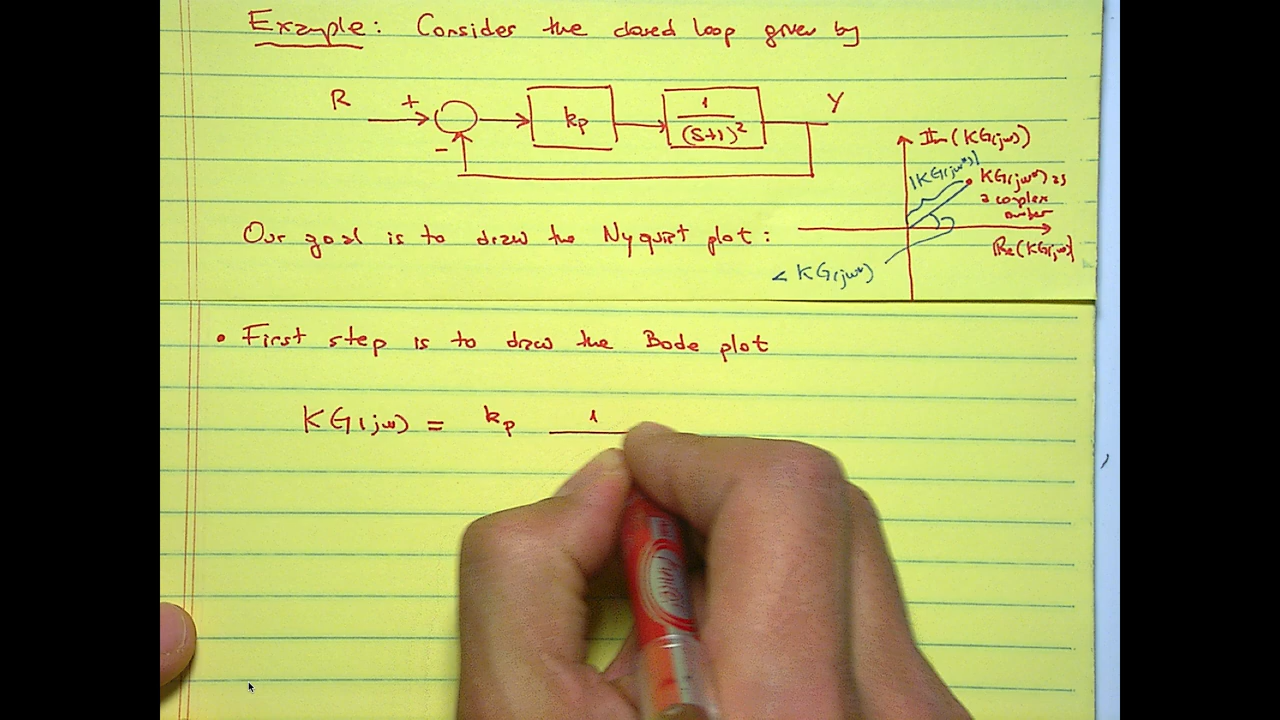 Example: Consider the closed loop given by
R + kp 1/(s+1)² Y
−
Im(KG(jω))
|KG(jω*)|
KG(jω*) as
a complex
number
Our goal is to draw the Nyquist plot:
Re(KG(jω))
∠ KG(jω*)
• First step is to draw the Bode plot
KG(jω) = kp 1